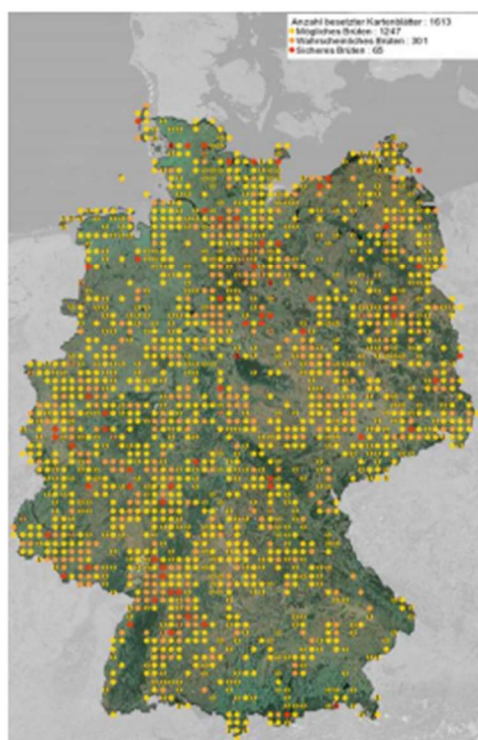 Anzahl besetzter Kartenblätter : 1613
Mögliches Brüten : 1247
Wahrscheinliches Brüten : 301
Sicheres Brüten : 65